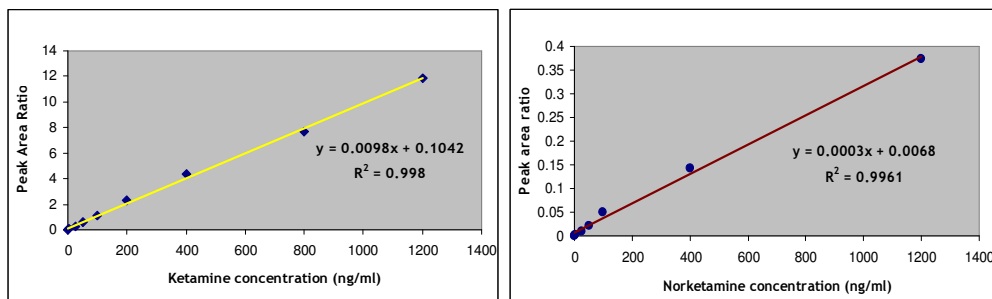 Peak Area Ratio
14
12
10
8
6
4
2
0
y = 0.0098x + 0.1042
R² = 0.998
0 200 400 600 800 1000 1200 1400
Ketamine concentration (ng/ml)
Peak area ratio
0.4
0.35
0.3
0.25
0.2
0.15
0.1
0.05
0
y = 0.0003x + 0.0068
R² = 0.9961
0 200 400 600 800 1000 1200 1400
Norketamine concentration (ng/ml)